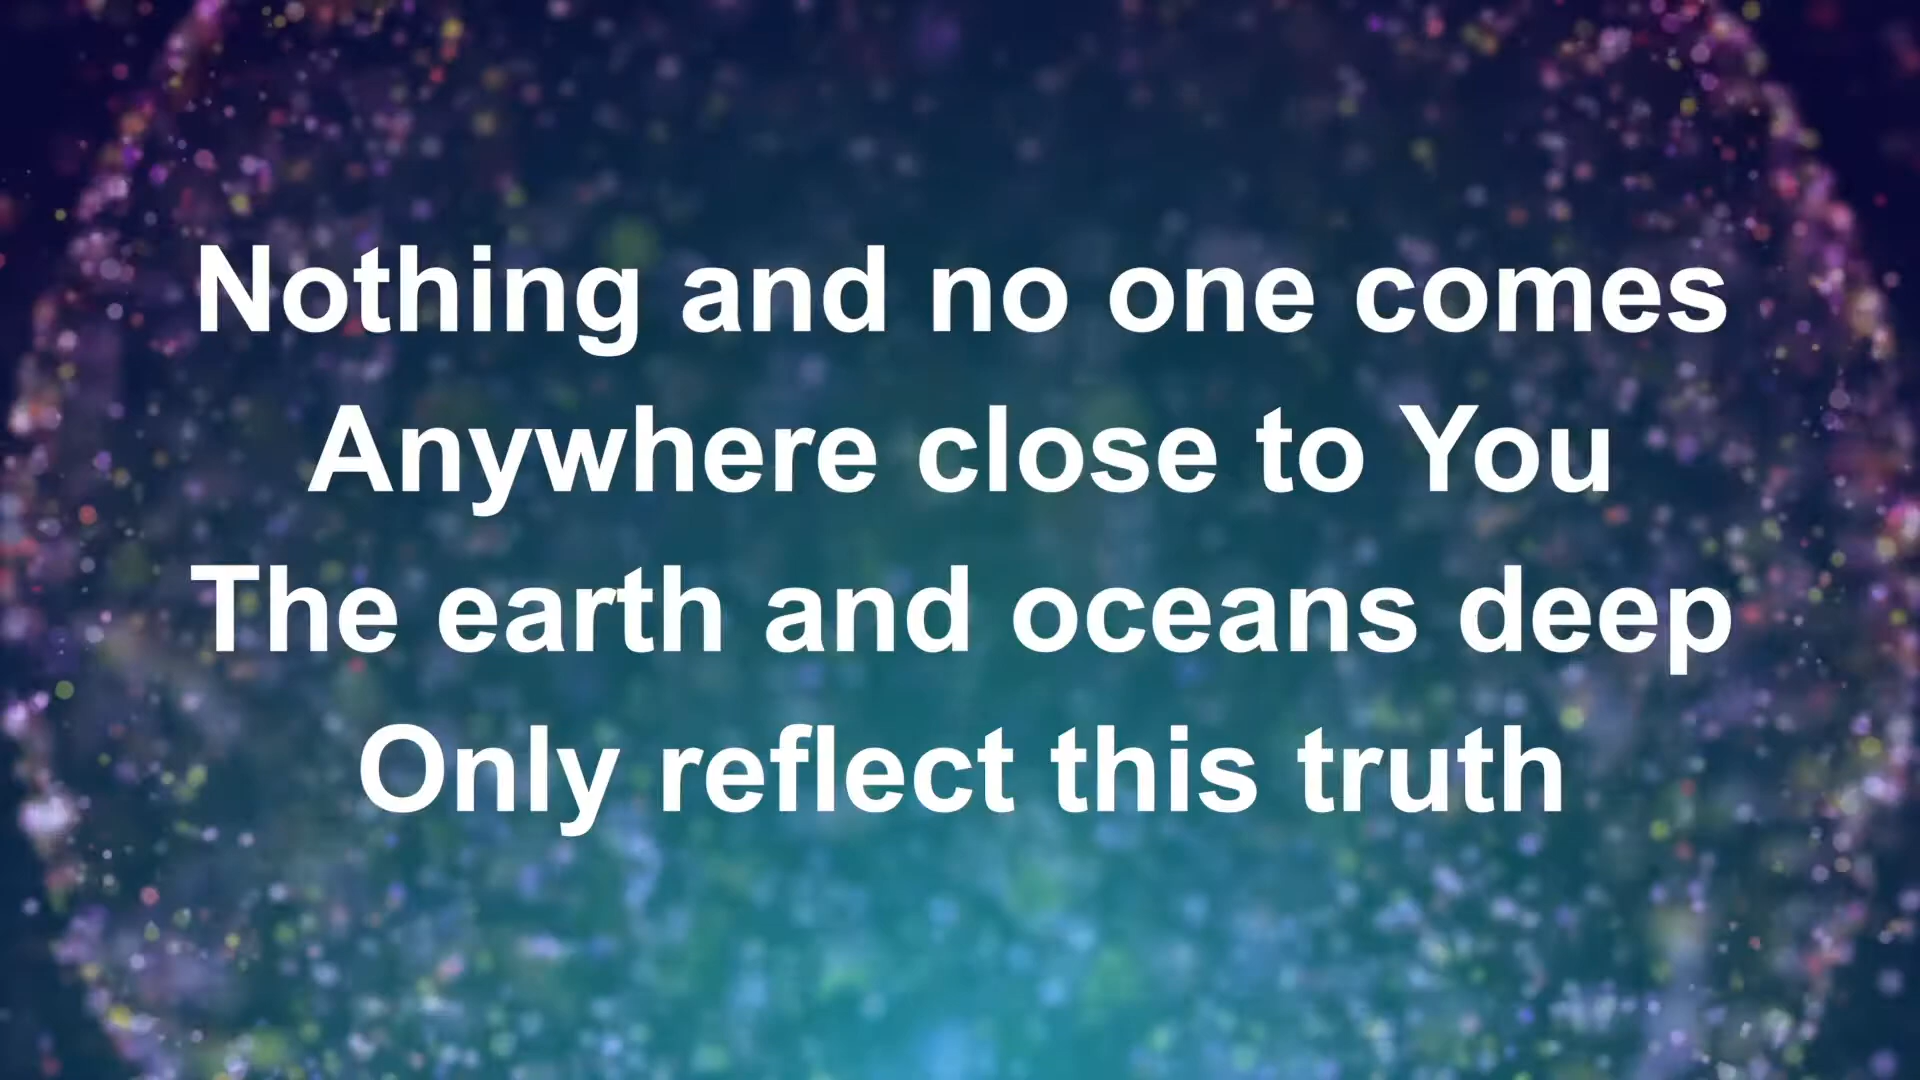 Nothing and no one comes
Anywhere close to You
The earth and oceans deep
Only reflect this truth